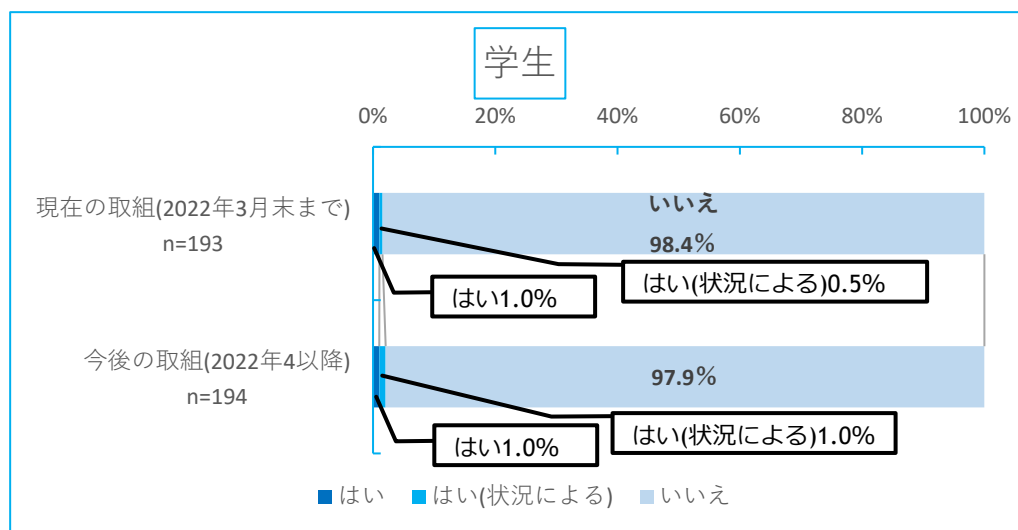 学生
0% 20% 40% 60% 80% 100%
現在の取組(2022年3月末まで)
n=193
いいえ
98.4%
はい(状況による)0.5%
はい1.0%
今後の取組(2022年4以降)
n=194
97.9%
はい(状況による)1.0%
はい1.0%
はい はい(状況による) いいえ